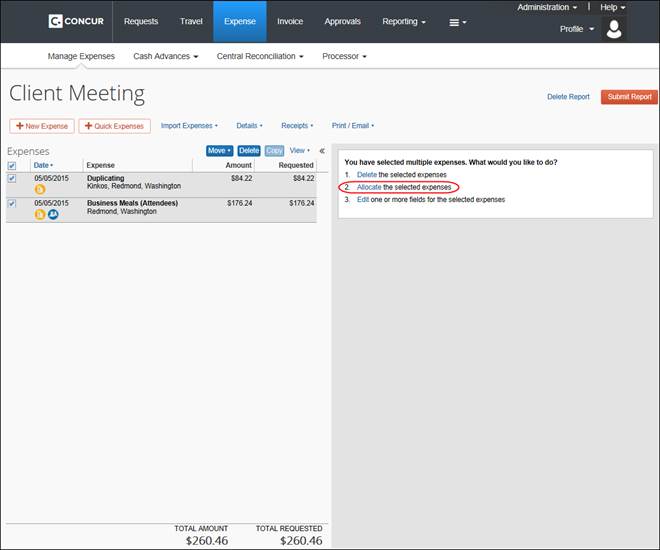 Administration | Help
C. CONCUR Requests Travel Expense Invoice Approvals Reporting
Profile
Manage Expenses Cash Advances Central Reconciliation Processor
Client Meeting
Delete Report Submit Report
New Expense Quick Expenses Import Expenses Details Receipts Print / Email
Expenses Move Delete Copy View «
Date Expense Amount Requested
05/05/2015 Duplicating $84.22 $84.22
Kinkos, Redmond, Washington
05/05/2015 Business Meals (Attendees) $176.24 $176.24
Redmond, Washington
You have selected multiple expenses. What would you like to do?
1. Delete the selected expenses
2. Allocate the selected expenses
3. Edit one or more fields for the selected expenses
TOTAL AMOUNT TOTAL REQUESTED
$260.46 $260.46